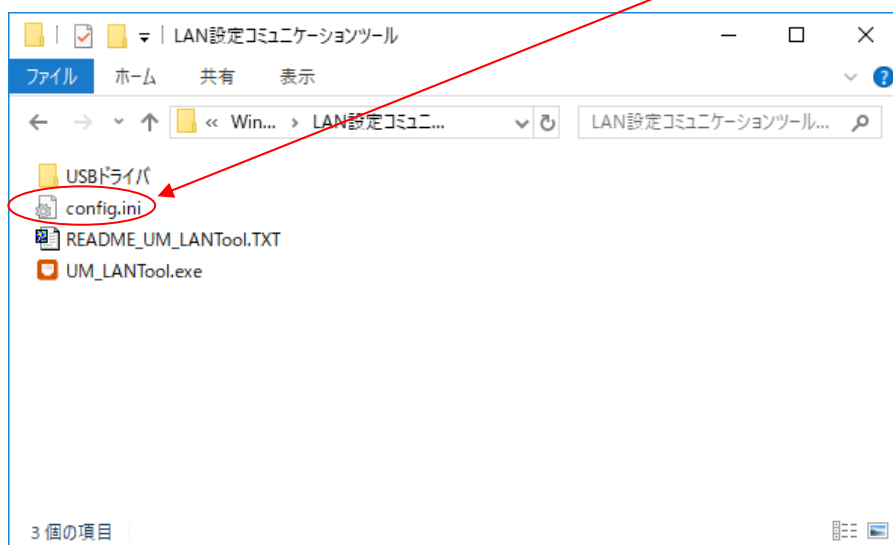 LAN設定コミュニケーションツール
ファイル ホーム 共有 表示
« Win... › LAN設定コミュニ... LAN設定コミュニケーションツール...
USBドライバ
config.ini
README_UM_LANTool.TXT
UM_LANTool.exe
3 個の項目